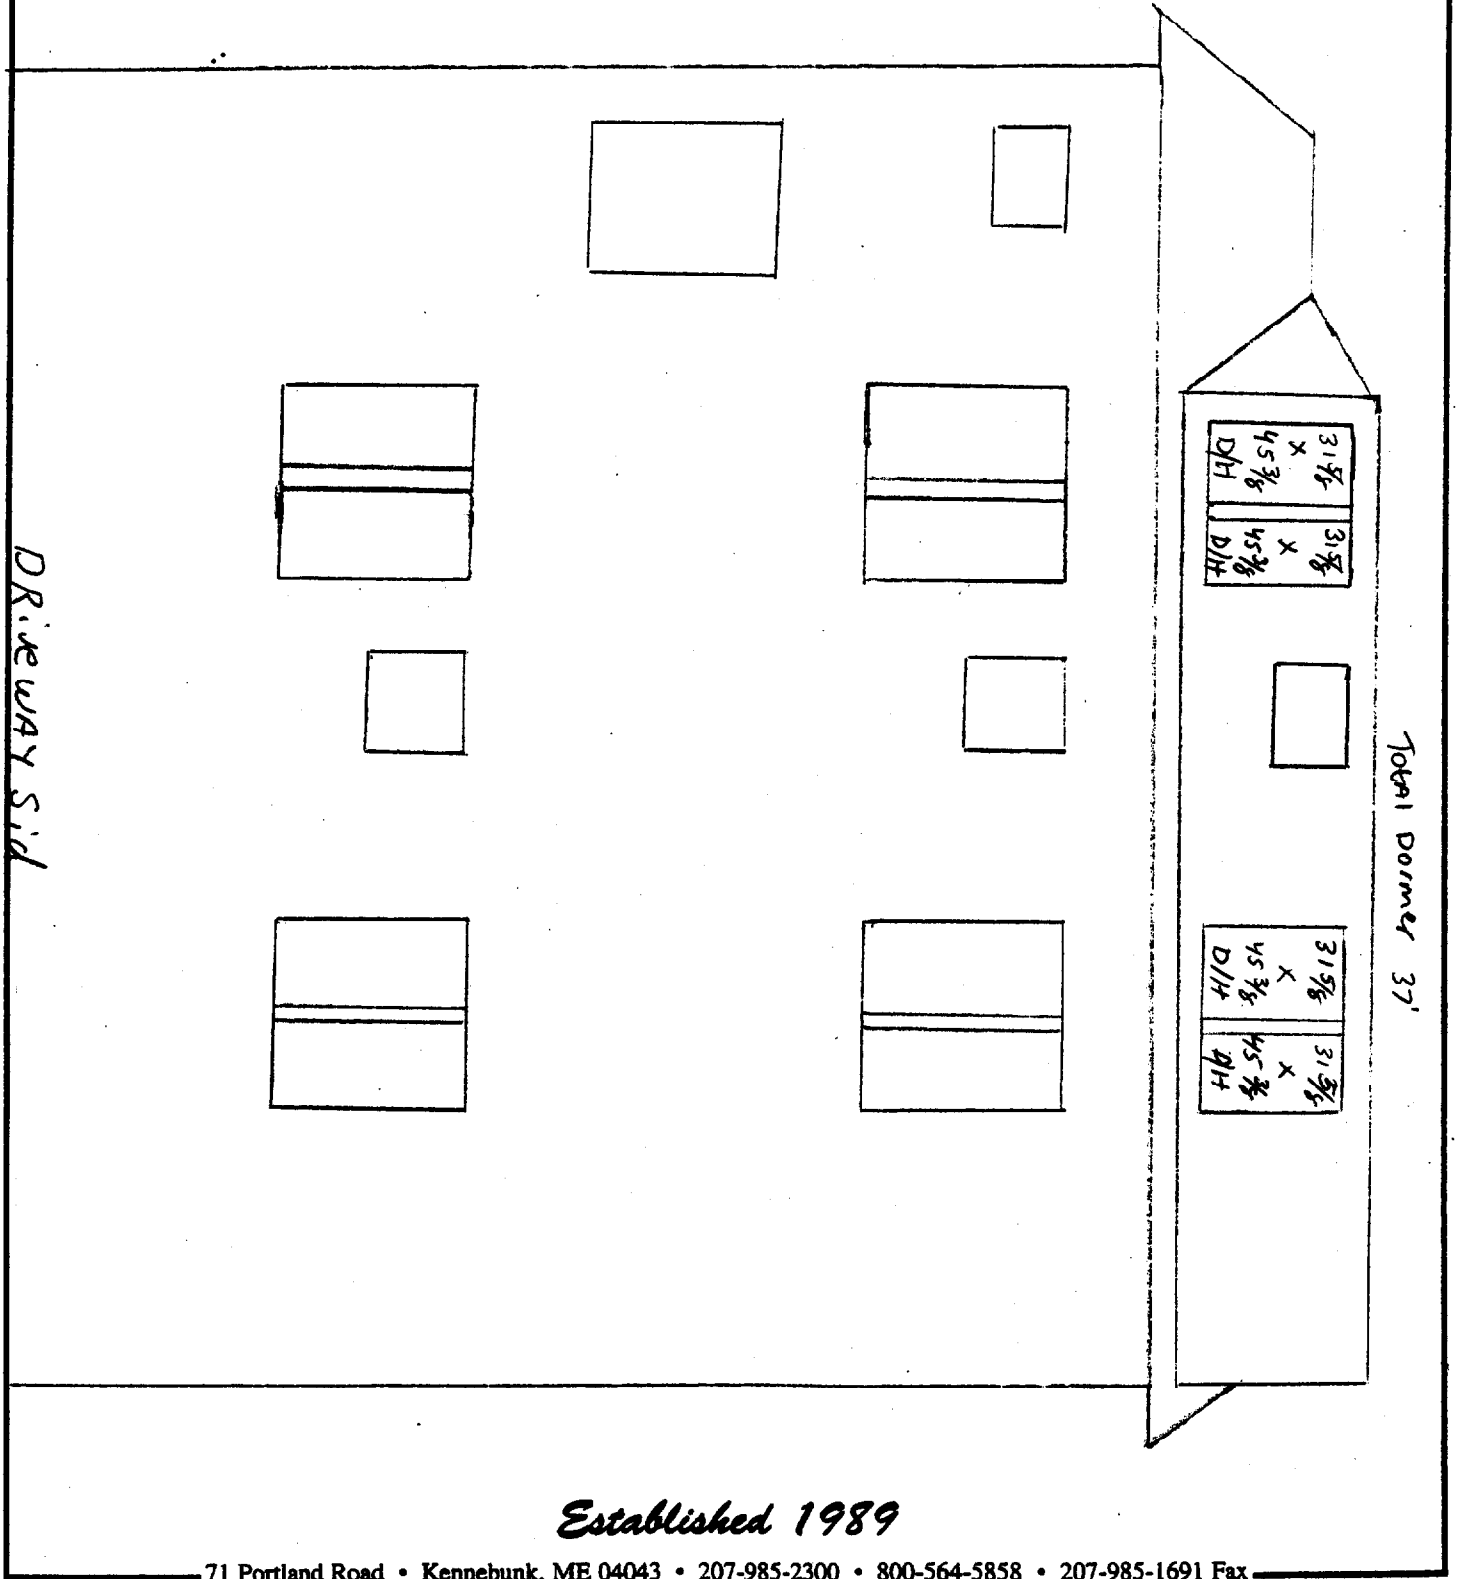 Total Dormer 37'
31 5/8
X
45 3/8
D/H
31 5/8
X
45 3/8
D/H
31 5/8
X
45 3/8
D/H
31 5/8
X
45 3/8
D/H
DRiveWAY Sid
Established 1989
71 Portland Road • Kennebunk, ME 04043 • 207-985-2300 • 800-564-5858 • 207-985-1691 Fax